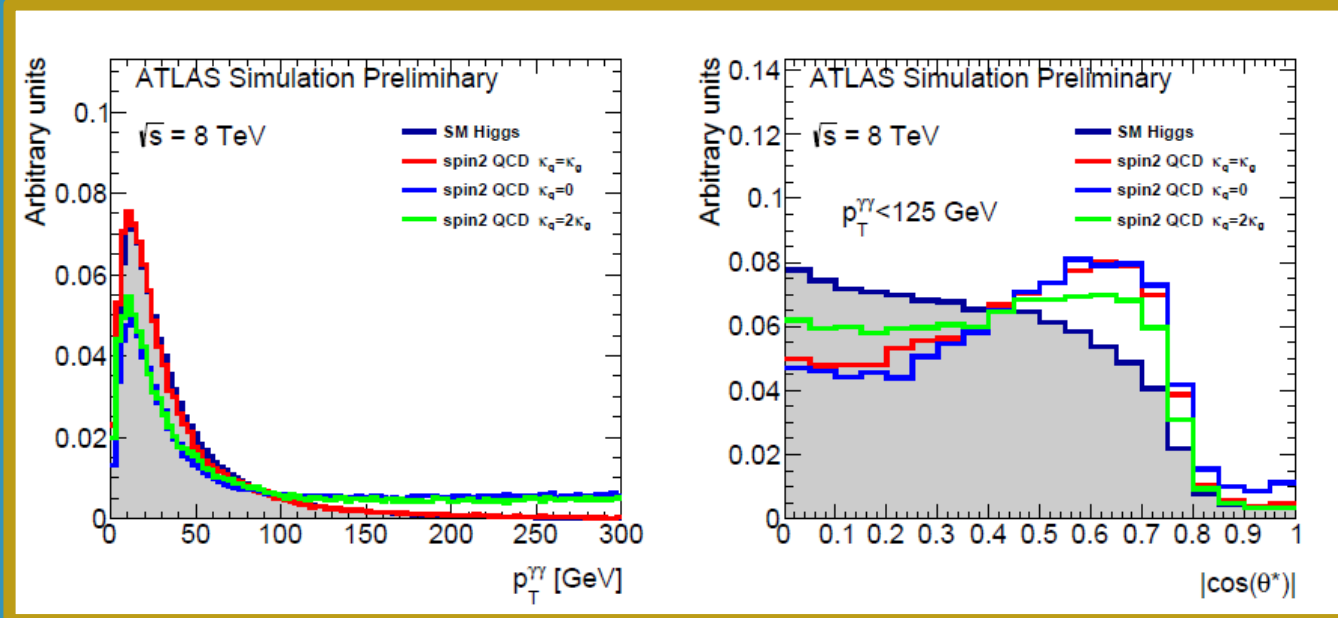 Arbitrary units
ATLAS Simulation Preliminary
√s = 8 TeV
SM Higgs
spin2 QCD κq=κg
spin2 QCD κq=0
spin2 QCD κq=2κg
0.1
0.08
0.06
0.04
0.02
0
0 50 100 150 200 250 300
pTγγ [GeV]
Arbitrary units
ATLAS Simulation Preliminary
√s = 8 TeV
pTγγ<125 GeV
SM Higgs
spin2 QCD κq=κg
spin2 QCD κq=0
spin2 QCD κq=2κg
0.14
0.12
0.1
0.08
0.06
0.04
0.02
0
0 0.1 0.2 0.3 0.4 0.5 0.6 0.7 0.8 0.9 1
|cos(θ*)|